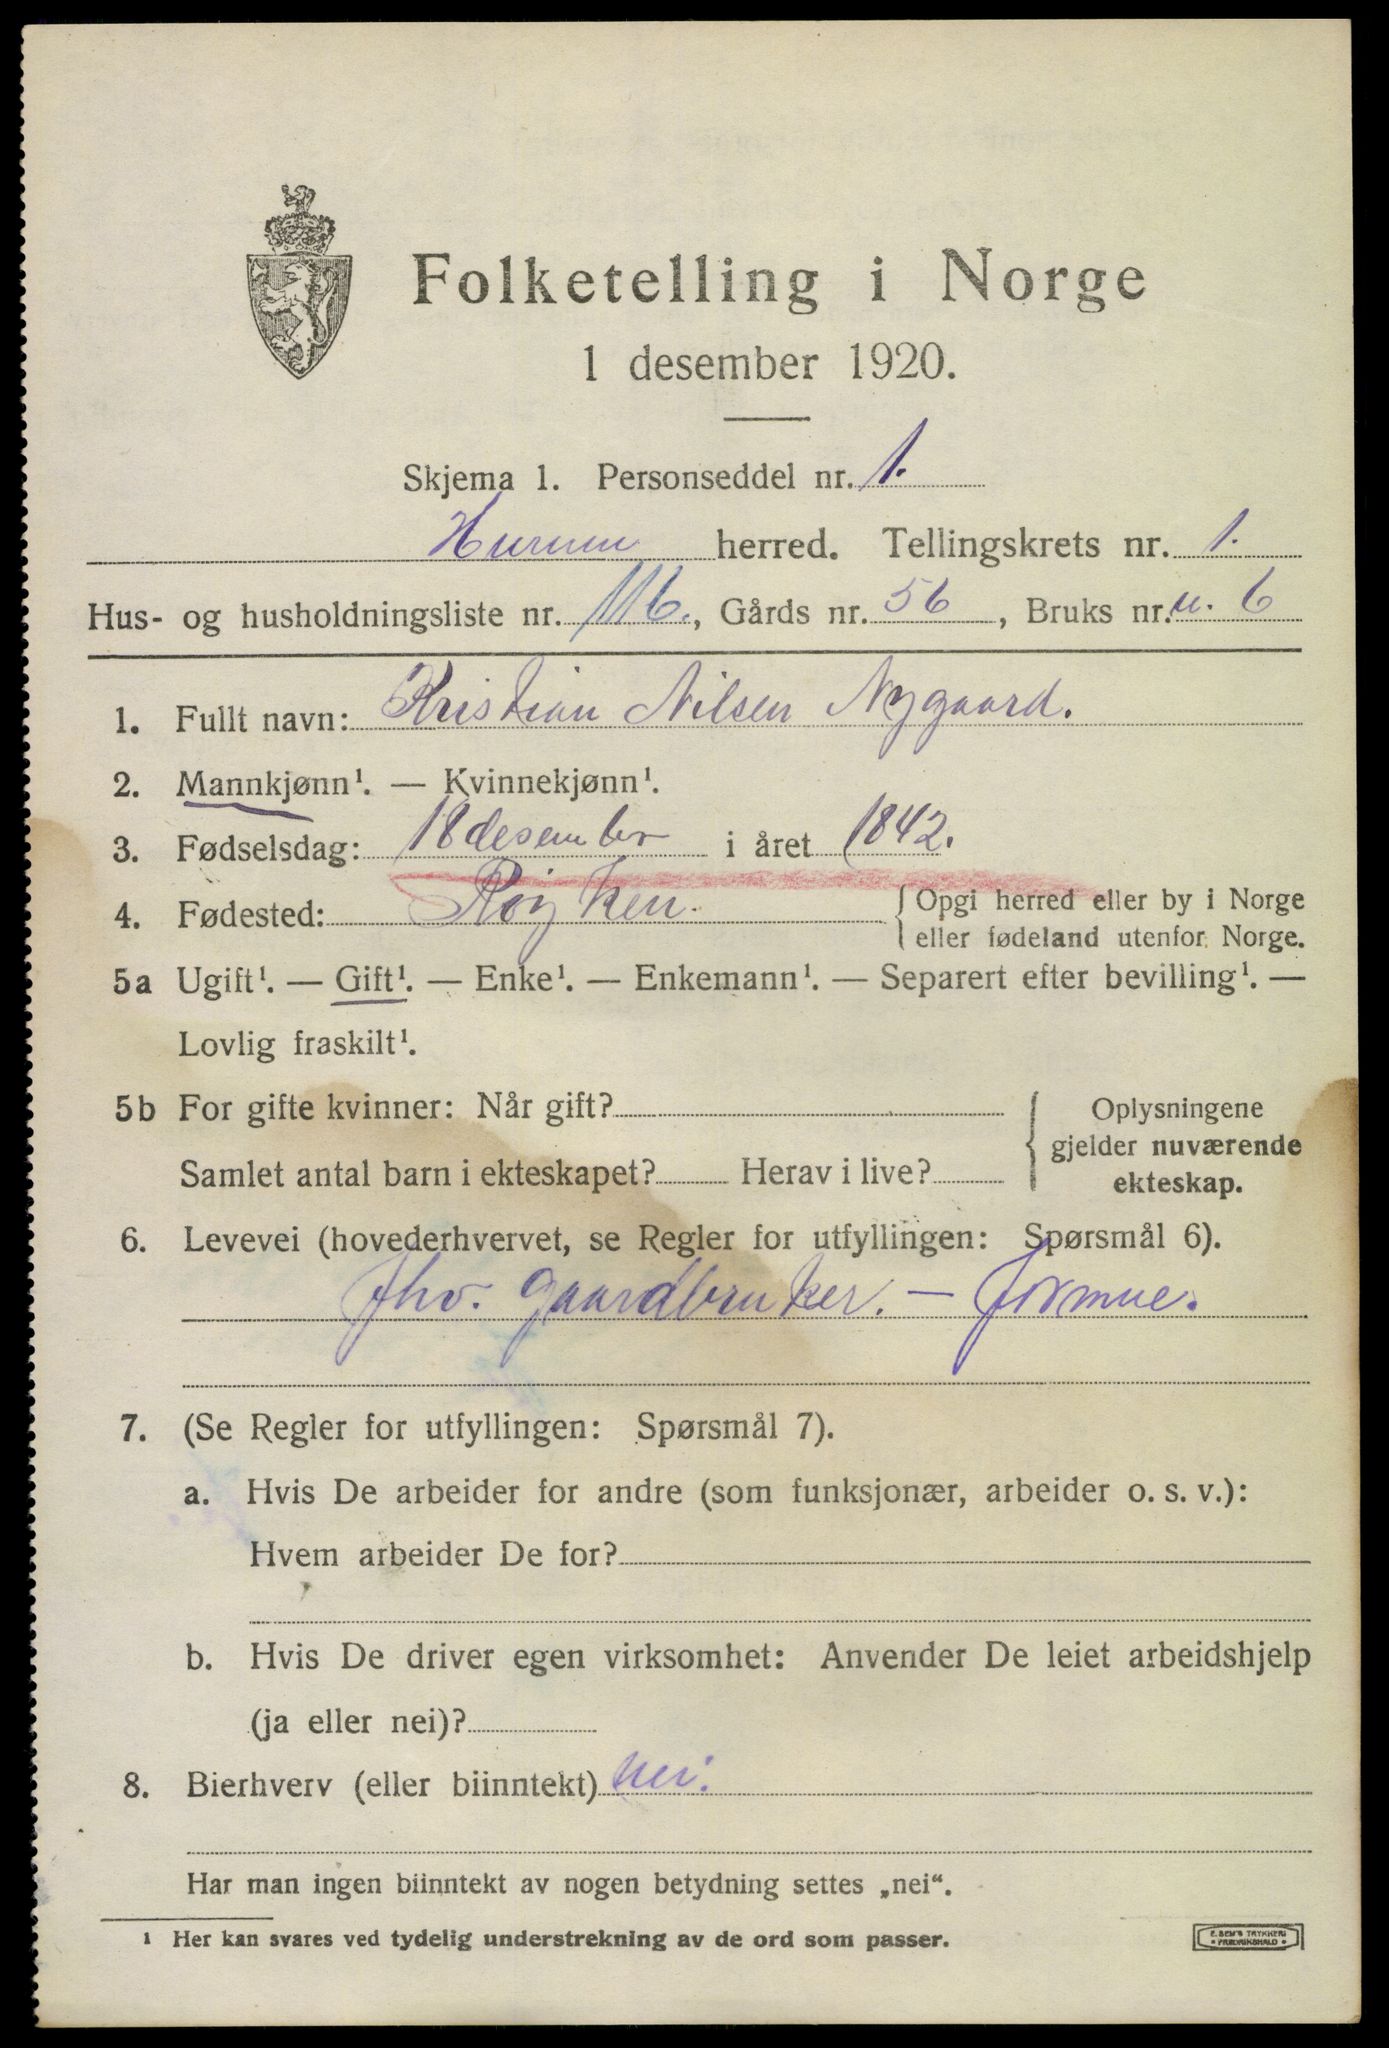 Folketelling i Norge
1 desember 1920.
Skjema 1. Personseddel nr. 1.
Hurum herred. Tellingskrets nr. 1.
Hus- og husholdningsliste nr. 116., Gårds nr. 56, Bruks nr. u. 6
1. Fullt navn: Kristian Nilsen Nygaard.
2. Mannkjønn¹. — Kvinnekjønn¹.
3. Fødselsdag: 18 desember i året 1842.
4. Fødested: Røyken. Opgi herred eller by i Norge
eller fødeland utenfor Norge.
5a Ugift¹. — Gift¹. — Enke¹. — Enkemann¹. — Separert efter bevilling¹. —
Lovlig fraskilt¹.
5b For gifte kvinner: Når gift? Oplysningene
gjelder nuværende
Samlet antal barn i ekteskapet? Herav i live? ekteskap.
6. Levevei (hovederhvervet, se Regler for utfyllingen: Spørsmål 6).
fhv. gaardbruker. — formue.
7. (Se Regler for utfyllingen: Spørsmål 7).
a. Hvis De arbeider for andre (som funksjonær, arbeider o. s. v.):
Hvem arbeider De for?
b. Hvis De driver egen virksomhet: Anvender De leiet arbeidshjelp
(ja eller nei)?
8. Bierhverv (eller biinntekt) nei.
Har man ingen biinntekt av nogen betydning settes „nei“.
¹ Her kan svares ved tydelig understrekning av de ord som passer.
E. SEM'S TRYKKERI
• FREDRIKSHALD •